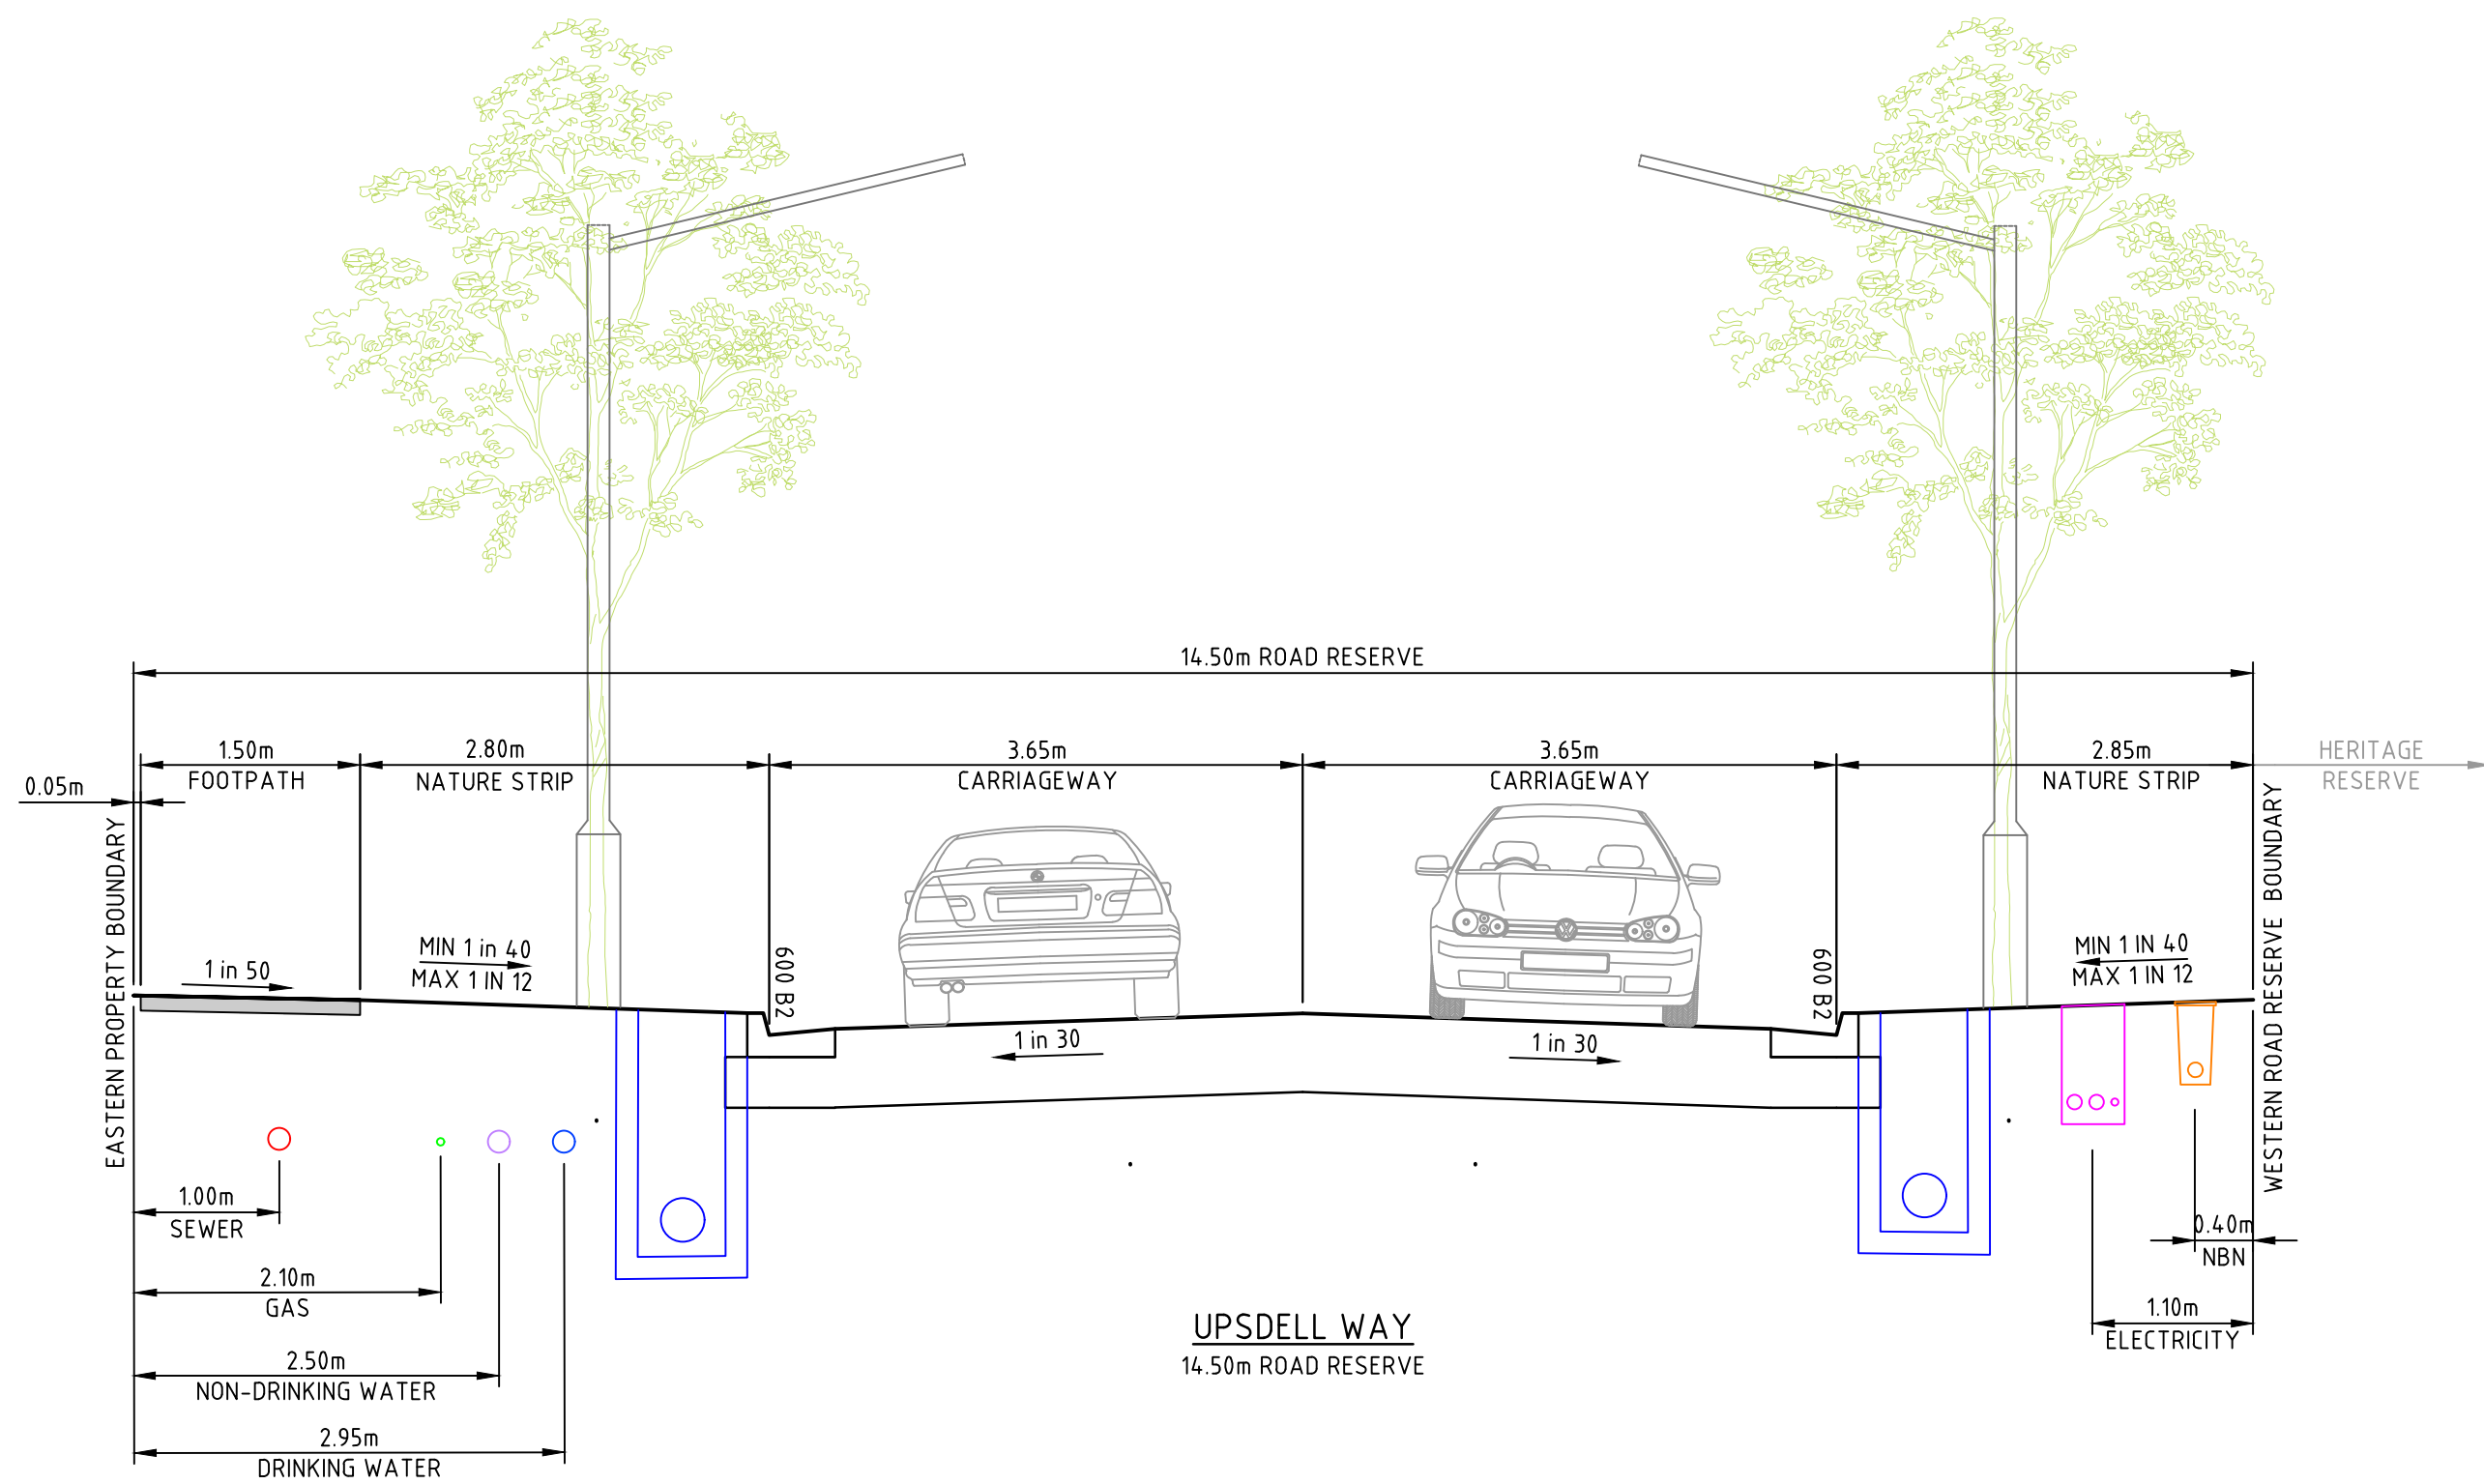 14.50m ROAD RESERVE
1.50m
FOOTPATH
2.80m
NATURE STRIP
3.65m
CARRIAGEWAY
3.65m
CARRIAGEWAY
2.85m
NATURE STRIP
HERITAGE
RESERVE
0.05m
EASTERN PROPERTY BOUNDARY
1 in 50
MIN 1 in 40
MAX 1 IN 12
600 B2
1 in 30
1 in 30
600 B2
MIN 1 IN 40
MAX 1 IN 12
WESTERN ROAD RESERVE BOUNDARY
1.00m
SEWER
2.10m
GAS
2.50m
NON-DRINKING WATER
2.95m
DRINKING WATER
0.40m
NBN
1.10m
ELECTRICITY
UPSDELL WAY
14.50m ROAD RESERVE